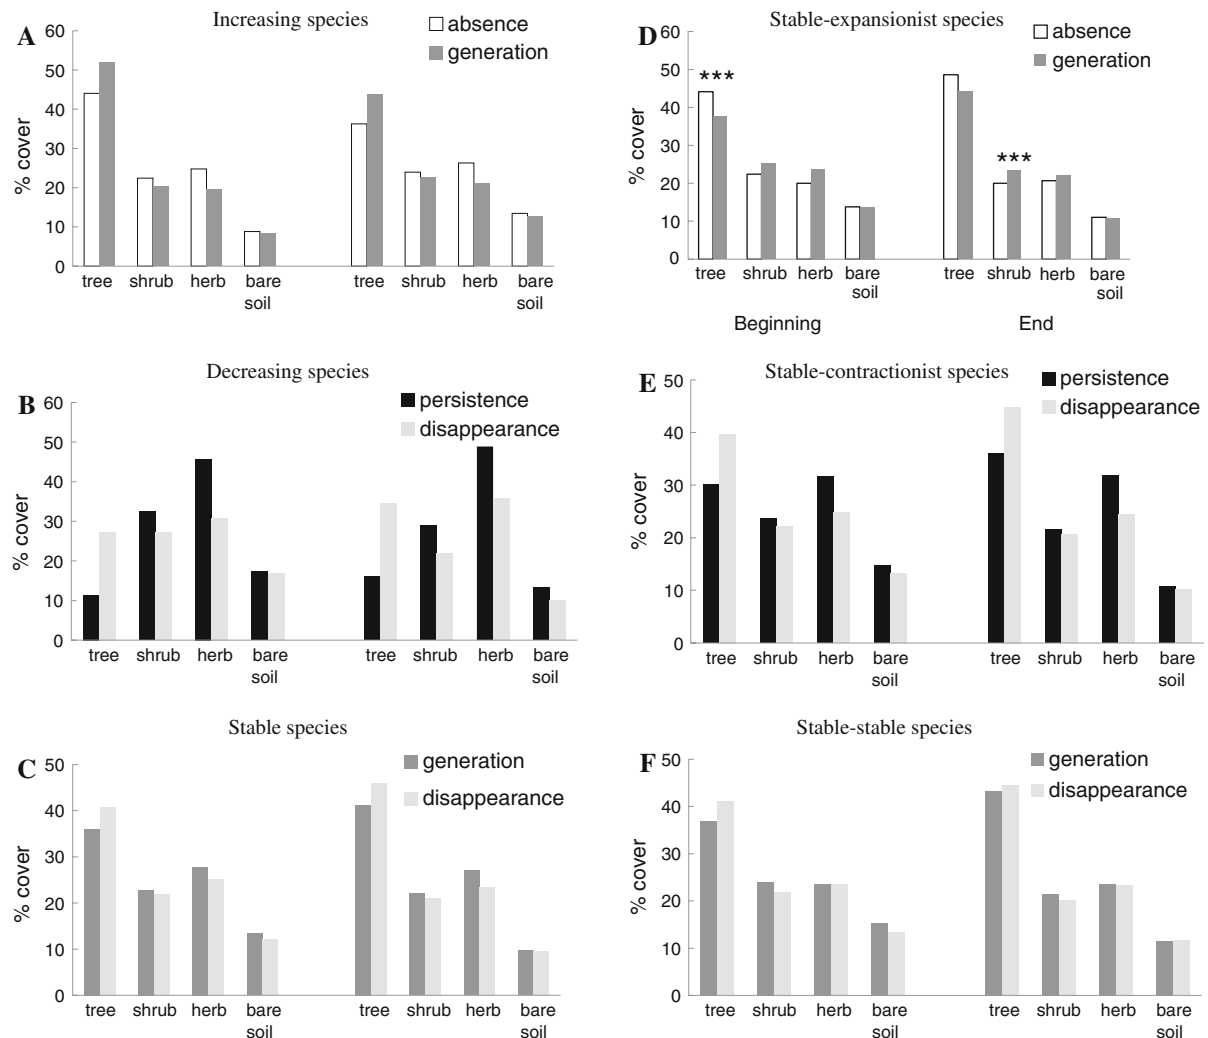 A
Increasing species
absence
generation
% cover
60
50
40
30
20
10
0
tree shrub herb bare soil
tree shrub herb bare soil
D
Stable-expansionist species
absence
generation
% cover
60
50
40
30
20
10
0
***
***
tree shrub herb bare soil
tree shrub herb bare soil
Beginning
End
B
Decreasing species
persistence
disappearance
% cover
60
50
40
30
20
10
0
tree shrub herb bare soil
tree shrub herb bare soil
E
Stable-contractionist species
persistence
disappearance
% cover
50
40
30
20
10
0
tree shrub herb bare soil
tree shrub herb bare soil
C
Stable species
generation
disappearance
% cover
50
40
30
20
10
0
tree shrub herb bare soil
tree shrub herb bare soil
F
Stable-stable species
generation
disappearance
% cover
50
40
30
20
10
0
tree shrub herb bare soil
tree shrub herb bare soil